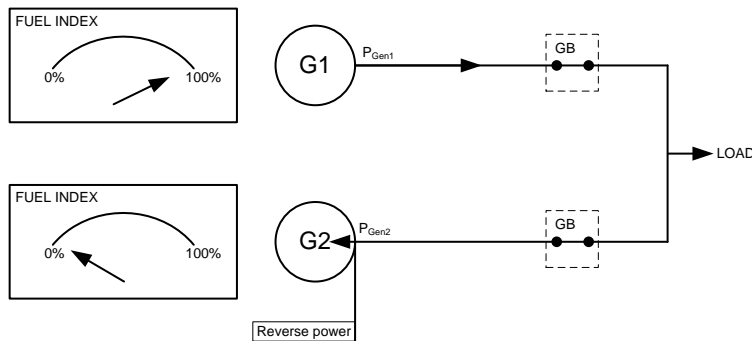 FUEL INDEX
0%
100%
G1
PGen1
GB
LOAD
FUEL INDEX
0%
100%
G2
PGen2
GB
Reverse power